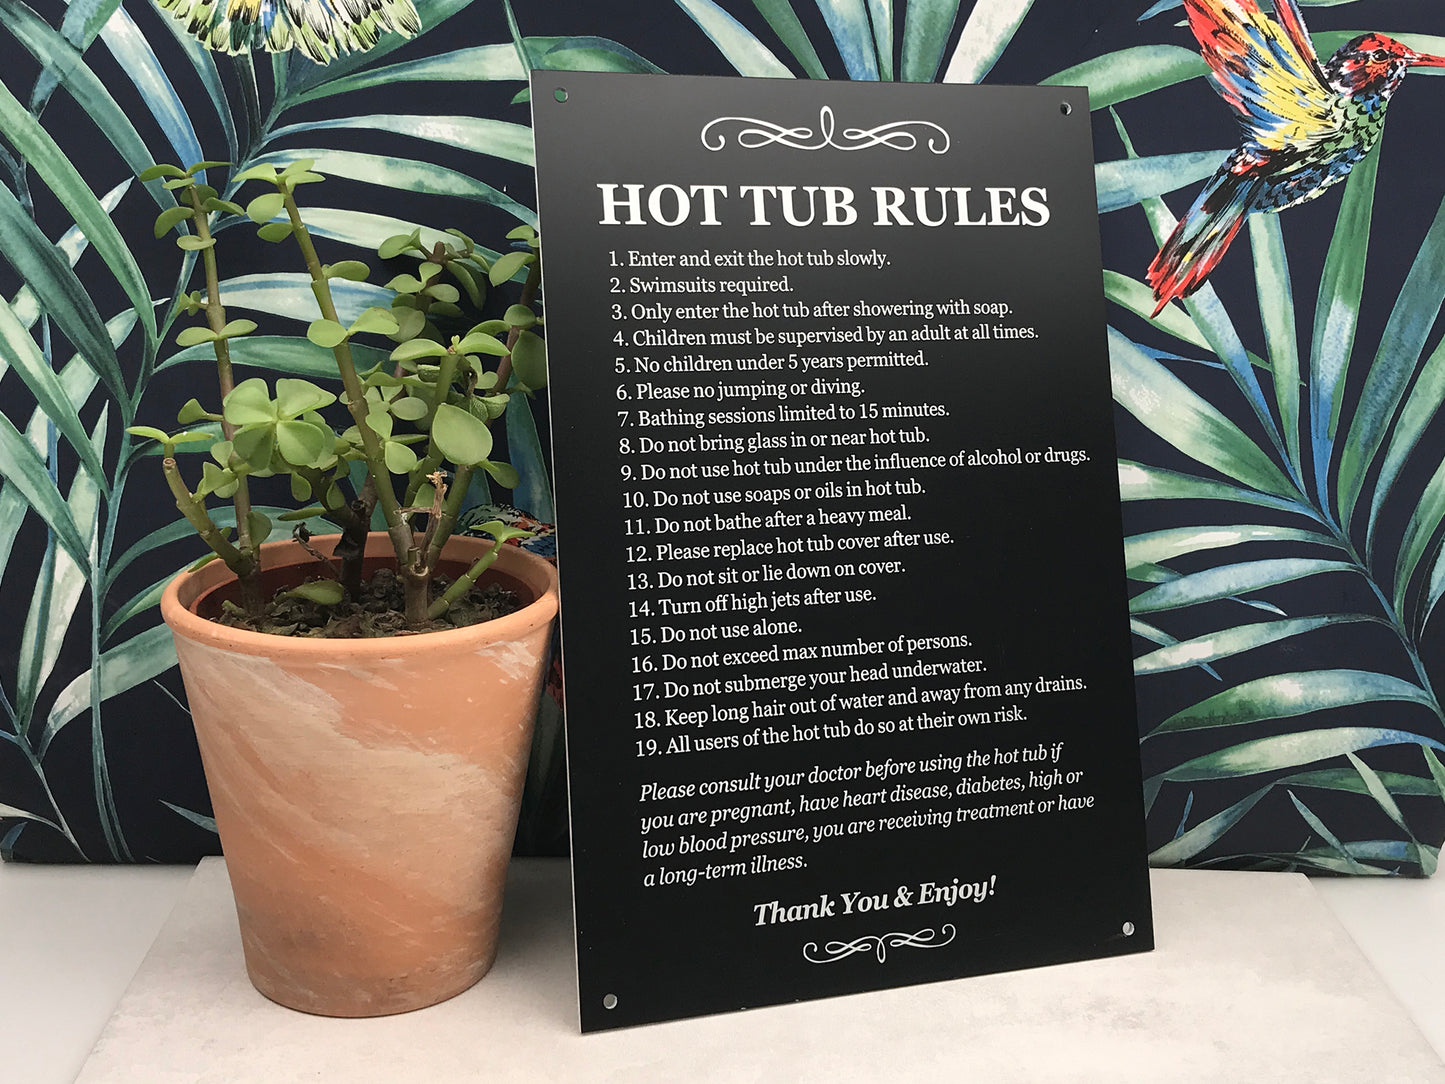 HOT TUB RULES
1. Enter and exit the hot tub slowly.
2. Swimsuits required.
3. Only enter the hot tub after showering with soap.
4. Children must be supervised by an adult at all times.
5. No children under 5 years permitted.
6. Please no jumping or diving.
7. Bathing sessions limited to 15 minutes.
8. Do not bring glass in or near hot tub.
9. Do not use hot tub under the influence of alcohol or drugs.
10. Do not use soaps or oils in hot tub.
11. Do not bathe after a heavy meal.
12. Please replace hot tub cover after use.
13. Do not sit or lie down on cover.
14. Turn off high jets after use.
15. Do not use alone.
16. Do not exceed max number of persons.
17. Do not submerge your head underwater.
18. Keep long hair out of water and away from any drains.
19. All users of the hot tub do so at their own risk.
Please consult your doctor before using the hot tub if
you are pregnant, have heart disease, diabetes, high or
low blood pressure, you are receiving treatment or have
a long-term illness.
Thank You & Enjoy!